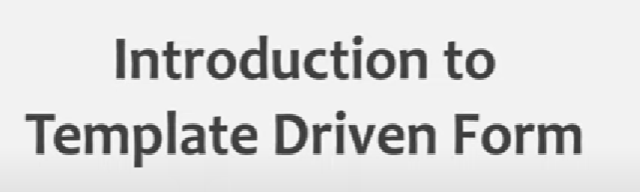 Introduction to
Template Driven Form